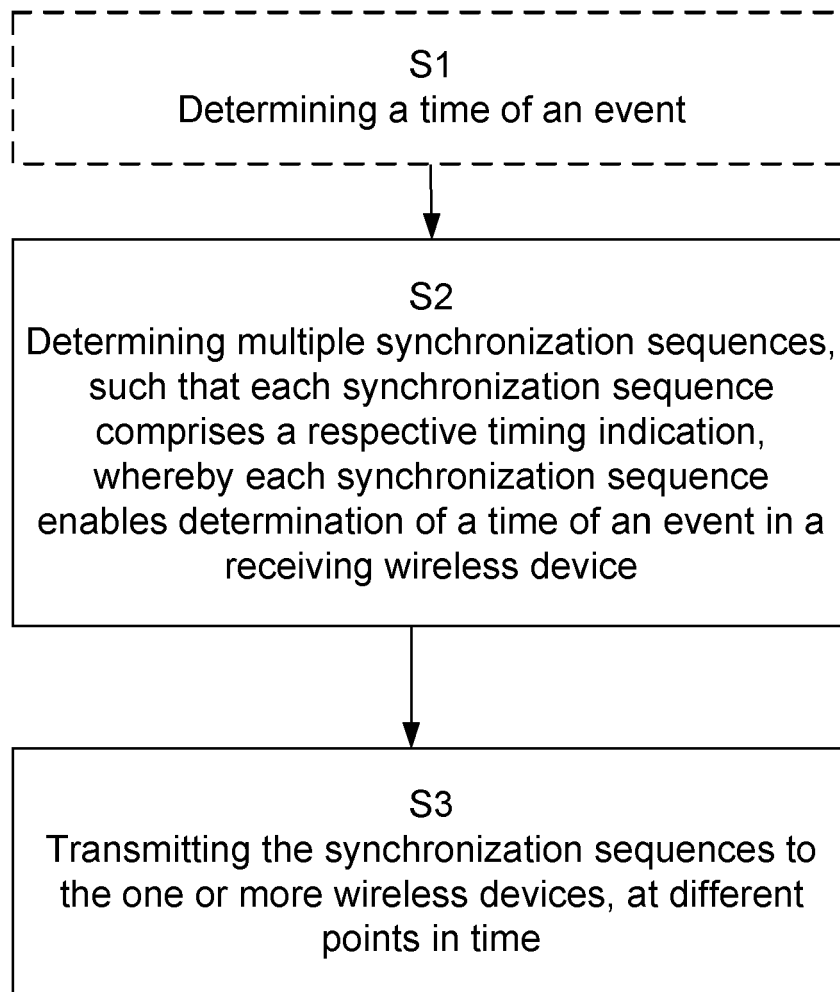 S1
Determining a time of an event
S2
Determining multiple synchronization sequences,
such that each synchronization sequence
comprises a respective timing indication,
whereby each synchronization sequence
enables determination of a time of an event in a
receiving wireless device
S3
Transmitting the synchronization sequences to
the one or more wireless devices, at different
points in time